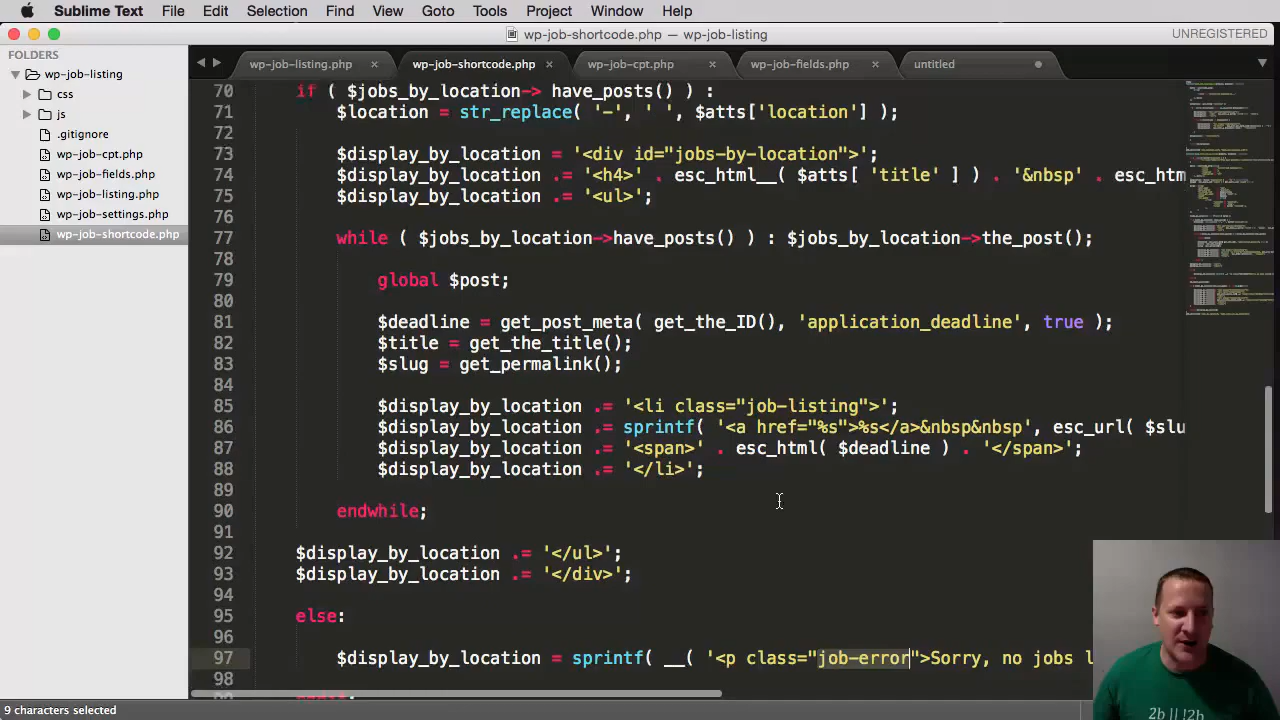 Sublime Text File Edit Selection Find View Goto Tools Project Window Help
wp-job-shortcode.php — wp-job-listing
UNREGISTERED
FOLDERS
wp-job-listing
css
js
.gitignore
wp-job-cpt.php
wp-job-fields.php
wp-job-listing.php
wp-job-settings.php
wp-job-shortcode.php
wp-job-listing.php × wp-job-shortcode.php × wp-job-cpt.php × wp-job-fields.php × untitled
70 if ( $jobs_by_location-> have_posts() ) :
71 $location = str_replace( '-', ' ', $atts['location'] );
72
73 $display_by_location = '<div id="jobs-by-location">';
74 $display_by_location .= '<h4>' . esc_html__( $atts[ 'title' ] ) . '&nbsp' . esc_htm
75 $display_by_location .= '<ul>';
76
77 while ( $jobs_by_location->have_posts() ) : $jobs_by_location->the_post();
78
79 global $post;
80
81 $deadline = get_post_meta( get_the_ID(), 'application_deadline', true );
82 $title = get_the_title();
83 $slug = get_permalink();
84
85 $display_by_location .= '<li class="job-listing">';
86 $display_by_location .= sprintf( '<a href="%s">%s</a>&nbsp&nbsp', esc_url( $slu
87 $display_by_location .= '<span>' . esc_html( $deadline ) . '</span>';
88 $display_by_location .= '</li>';
89
90 endwhile;
91
92 $display_by_location .= '</ul>';
93 $display_by_location .= '</div>';
94
95 else:
96
97 $display_by_location = sprintf( __( '<p class="job-error">Sorry, no jobs l
98
9 characters selected
2b || !2b